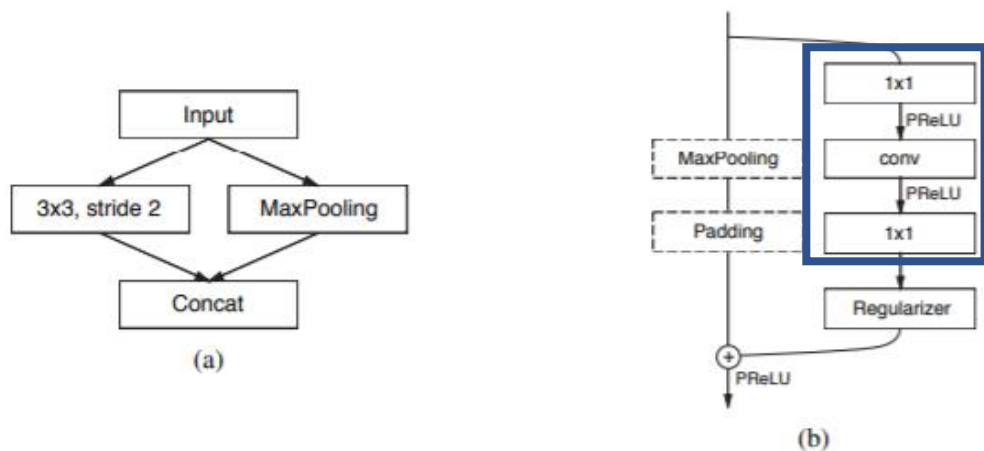 Input
3x3, stride 2
MaxPooling
Concat
(a)
1x1
PReLU
MaxPooling
conv
PReLU
Padding
1x1
Regularizer
+
PReLU
(b)